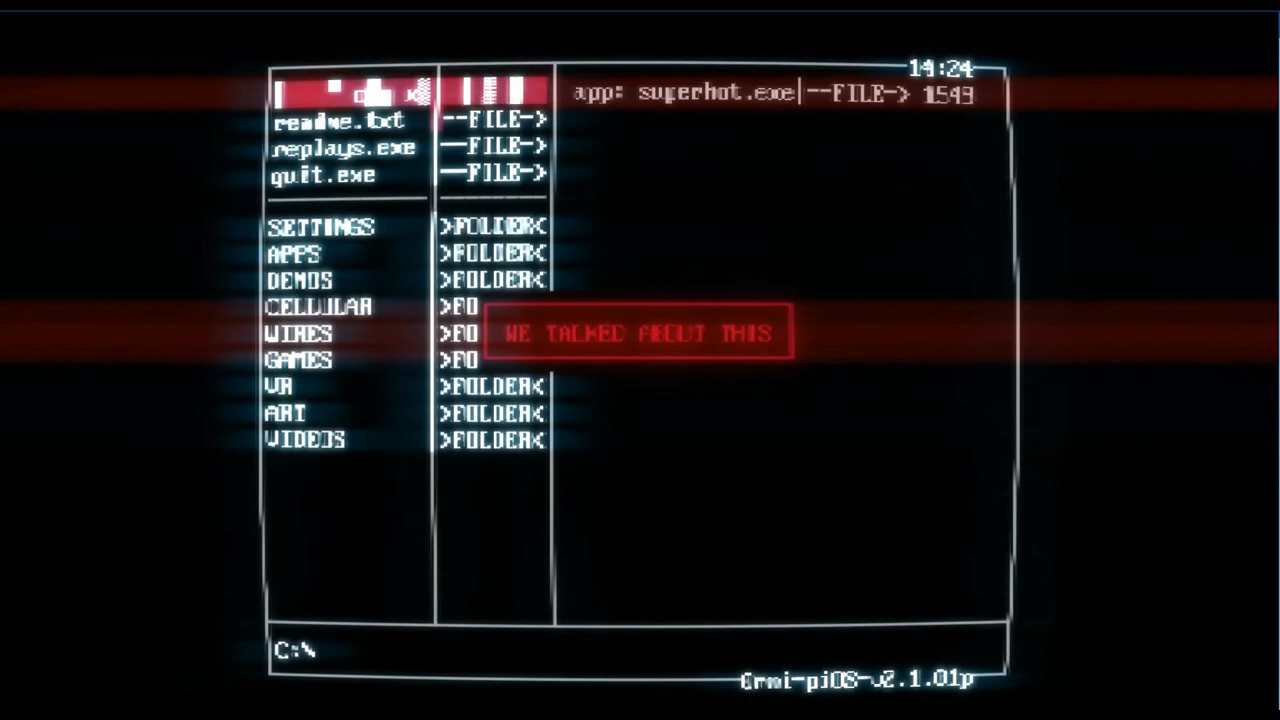 14:24
app: superhot.exe|--FILE-> 1549
readme.txt --FILE->
replays.exe --FILE->
quit.exe --FILE->
SETTINGS >FOLDER<
APPS >FOLDER<
DEMOS >FOLDER<
CELLULAR >FO
WIRES >FO
WE TALKED ABOUT THIS
GAMES >FO
VR >FOLDER<
ART >FOLDER<
VIDEOS >FOLDER<
C:\
-piOS-v2.1.01p